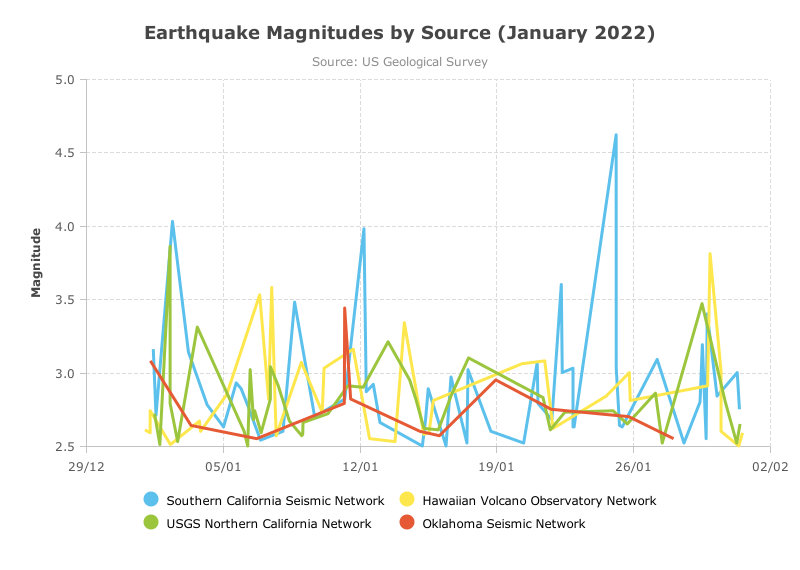 Earthquake Magnitudes by Source (January 2022)
Source: US Geological Survey
5.0
4.5
4.0
3.5
3.0
2.5
Magnitude
29/12 05/01 12/01 19/01 26/01 02/02
Southern California Seismic Network Hawaiian Volcano Observatory Network
USGS Northern California Network Oklahoma Seismic Network